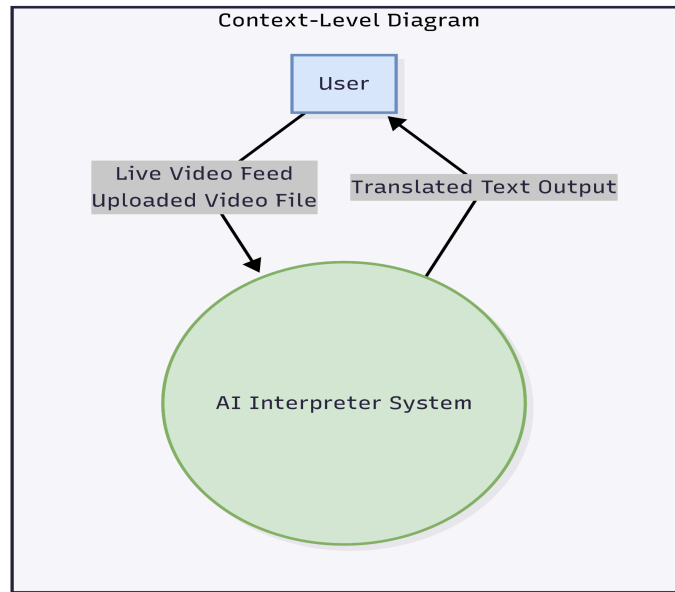 Context-Level Diagram
User
Live Video Feed
Uploaded Video File
Translated Text Output
AI Interpreter System